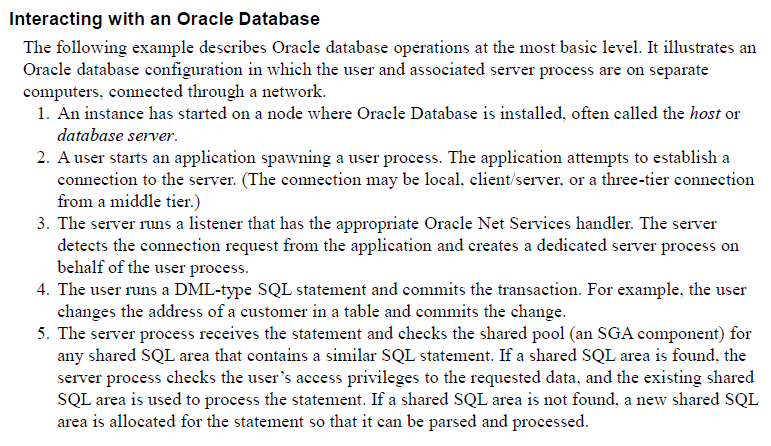 Interacting with an Oracle Database
The following example describes Oracle database operations at the most basic level. It illustrates an
Oracle database configuration in which the user and associated server process are on separate
computers, connected through a network.
1. An instance has started on a node where Oracle Database is installed, often called the host or
database server.
2. A user starts an application spawning a user process. The application attempts to establish a
connection to the server. (The connection may be local, client/server, or a three-tier connection
from a middle tier.)
3. The server runs a listener that has the appropriate Oracle Net Services handler. The server
detects the connection request from the application and creates a dedicated server process on
behalf of the user process.
4. The user runs a DML-type SQL statement and commits the transaction. For example, the user
changes the address of a customer in a table and commits the change.
5. The server process receives the statement and checks the shared pool (an SGA component) for
any shared SQL area that contains a similar SQL statement. If a shared SQL area is found, the
server process checks the user’s access privileges to the requested data, and the existing shared
SQL area is used to process the statement. If a shared SQL area is not found, a new shared SQL
area is allocated for the statement so that it can be parsed and processed.